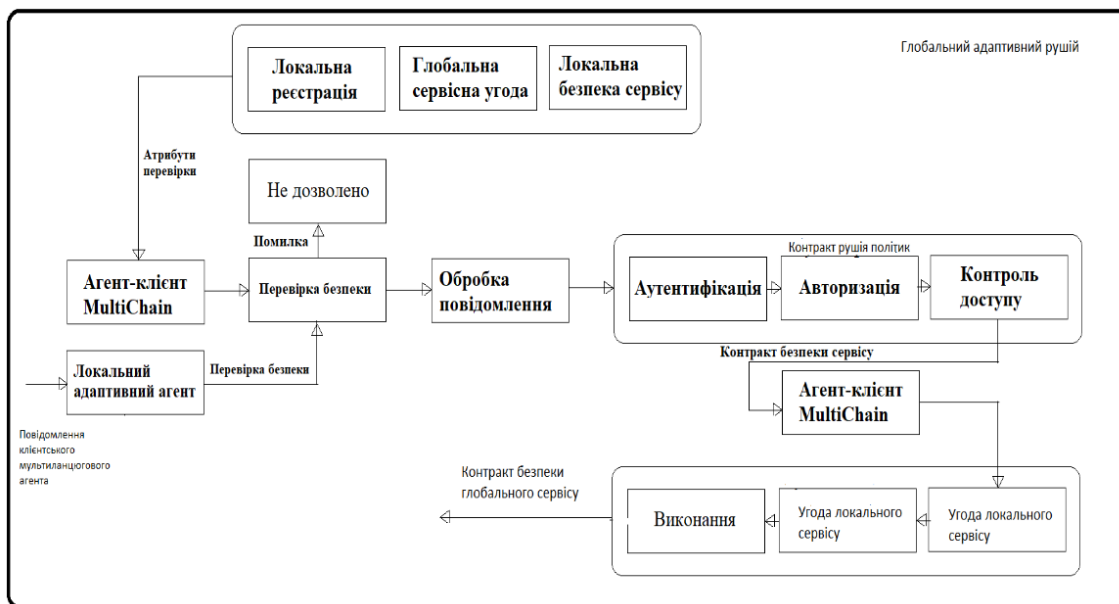 Глобальний адаптивний рушій
Локальна
реєстрація
Глобальна
сервісна угода
Локальна
безпека сервісу
Атрибути
перевірки
Не дозволено
Помилка
Агент-клієнт
MultiChain
Перевірка безпеки
Обробка
повідомлення
Контракт рушія політик
Аутентифікація
Авторизація
Контроль
доступу
Локальний
адаптивний агент
Перевірка безпеки
Контракт безпеки сервісу
Агент-клієнт
MultiChain
Повідомлення
клієнтського
мультиланцюгового
агента
Контракт безпеки
глобального сервісу
Виконання
Угода локального
сервісу
Угода локального
сервісу